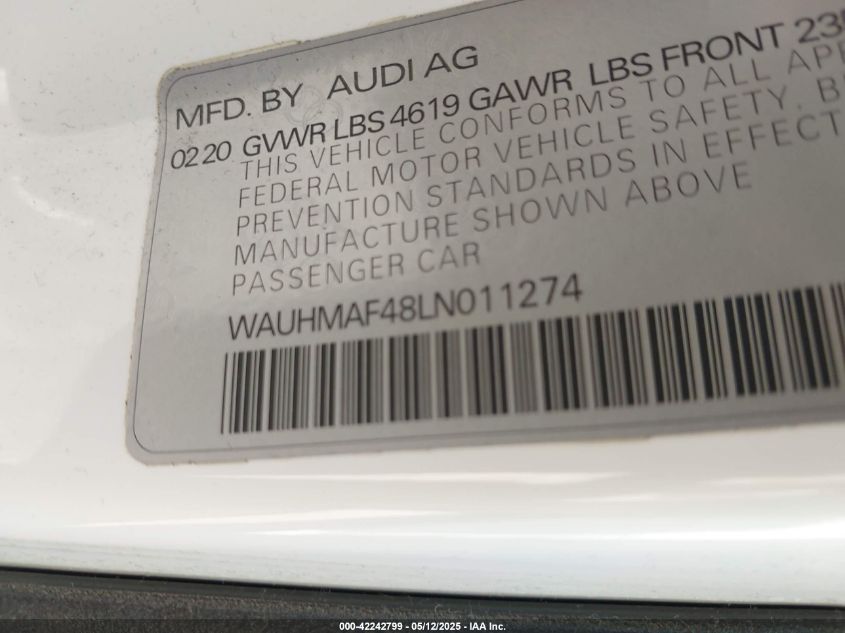 MFD. BY AUDI AG
0220 GVWR LBS 4619 GAWR LBS FRONT 23
THIS VEHICLE CONFORMS TO ALL
FEDERAL MOTOR VEHICLE SAFETY,
PREVENTION STANDARDS IN EFFECT
MANUFACTURE SHOWN ABOVE
PASSENGER CAR
WAUHMAF48LN011274
000-42242799 - 05/12/2025 - IAA Inc.